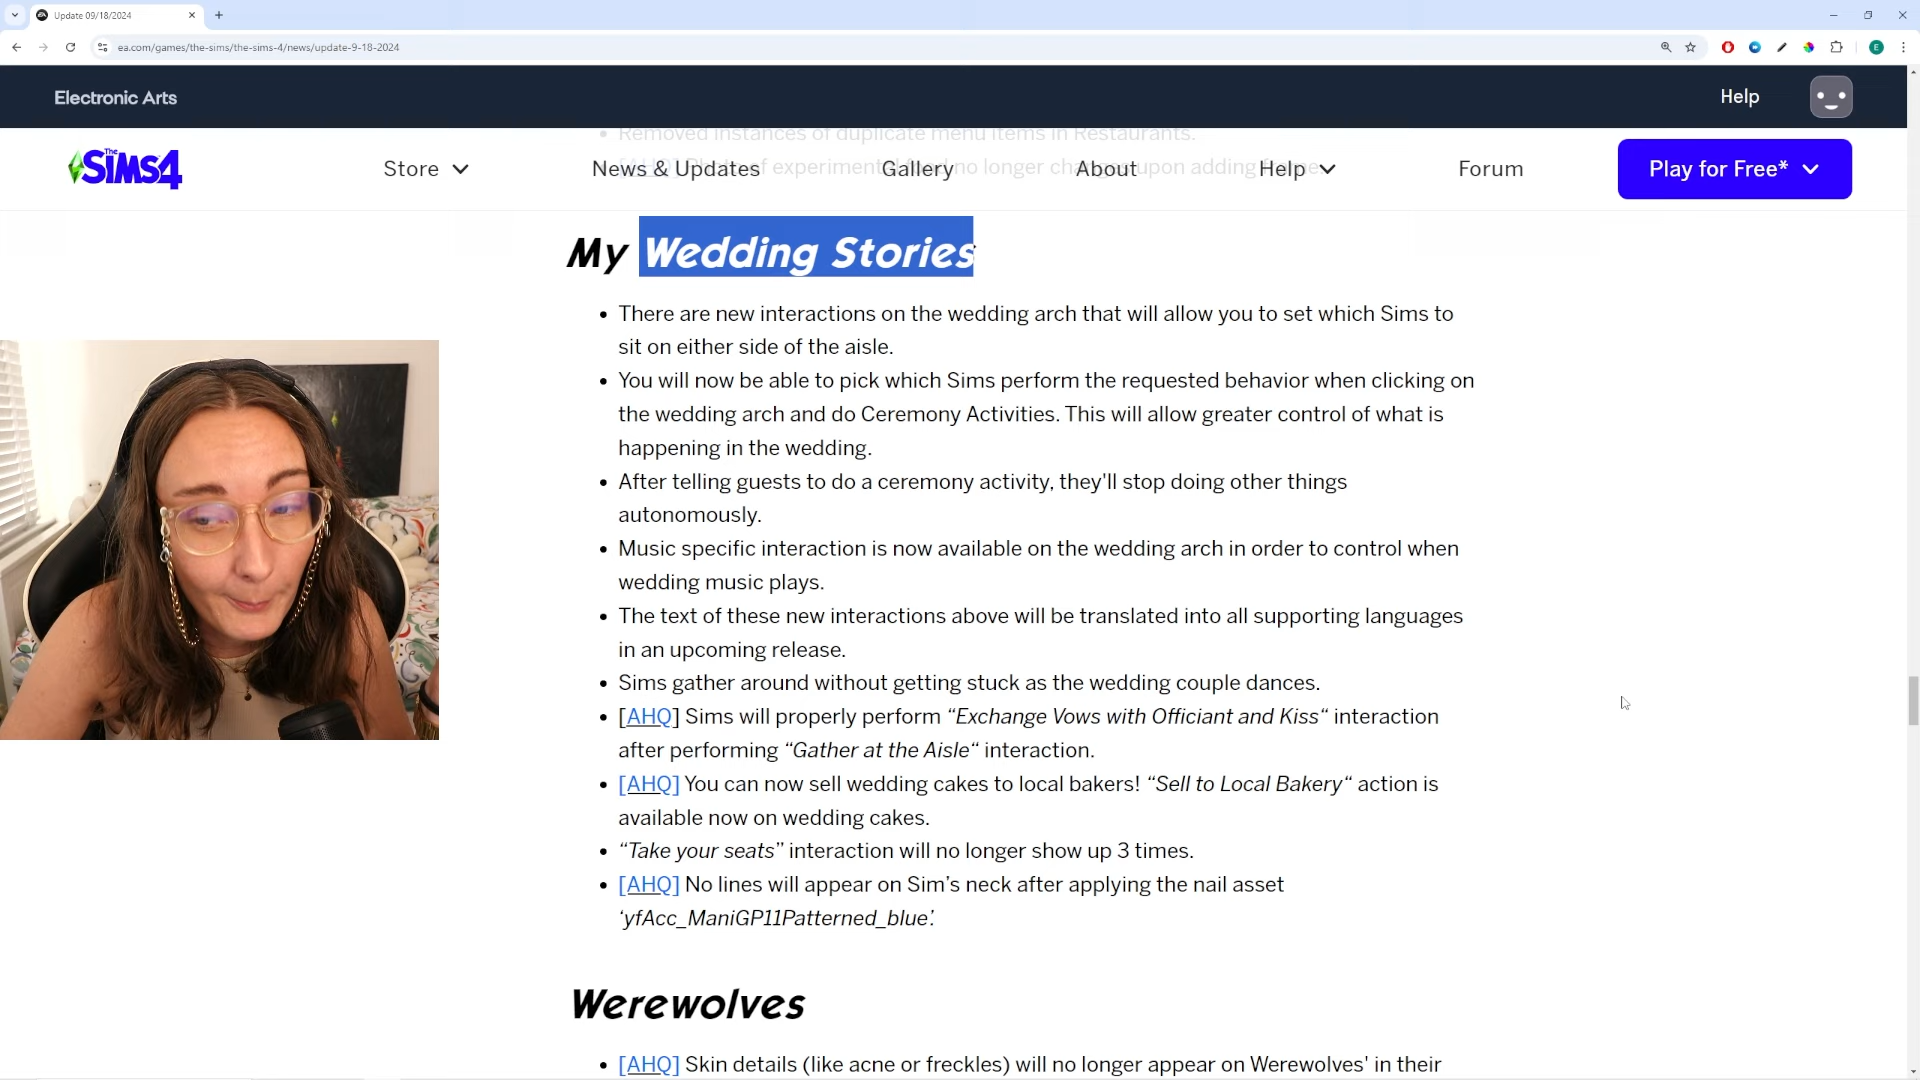 Update 09/18/2024
ea.com/games/the-sims/the-sims-4/news/update-9-18-2024
E
Electronic Arts
Help
Removed instances of duplicate menu items in Restaurants.
[AHQ] Photo of experimental food no longer changes upon adding frame
The SIMS4
Store
News & Updates
Gallery
About
Help
Forum
Play for Free*
My Wedding Stories
• There are new interactions on the wedding arch that will allow you to set which Sims to
sit on either side of the aisle.
• You will now be able to pick which Sims perform the requested behavior when clicking on
the wedding arch and do Ceremony Activities. This will allow greater control of what is
happening in the wedding.
• After telling guests to do a ceremony activity, they'll stop doing other things
autonomously.
• Music specific interaction is now available on the wedding arch in order to control when
wedding music plays.
• The text of these new interactions above will be translated into all supporting languages
in an upcoming release.
• Sims gather around without getting stuck as the wedding couple dances.
• [AHQ] Sims will properly perform “Exchange Vows with Officiant and Kiss“ interaction
after performing “Gather at the Aisle“ interaction.
• [AHQ] You can now sell wedding cakes to local bakers! “Sell to Local Bakery“ action is
available now on wedding cakes.
• “Take your seats” interaction will no longer show up 3 times.
• [AHQ] No lines will appear on Sim’s neck after applying the nail asset
‘yfAcc_ManiGP11Patterned_blue’.
Werewolves
• [AHQ] Skin details (like acne or freckles) will no longer appear on Werewolves' in their